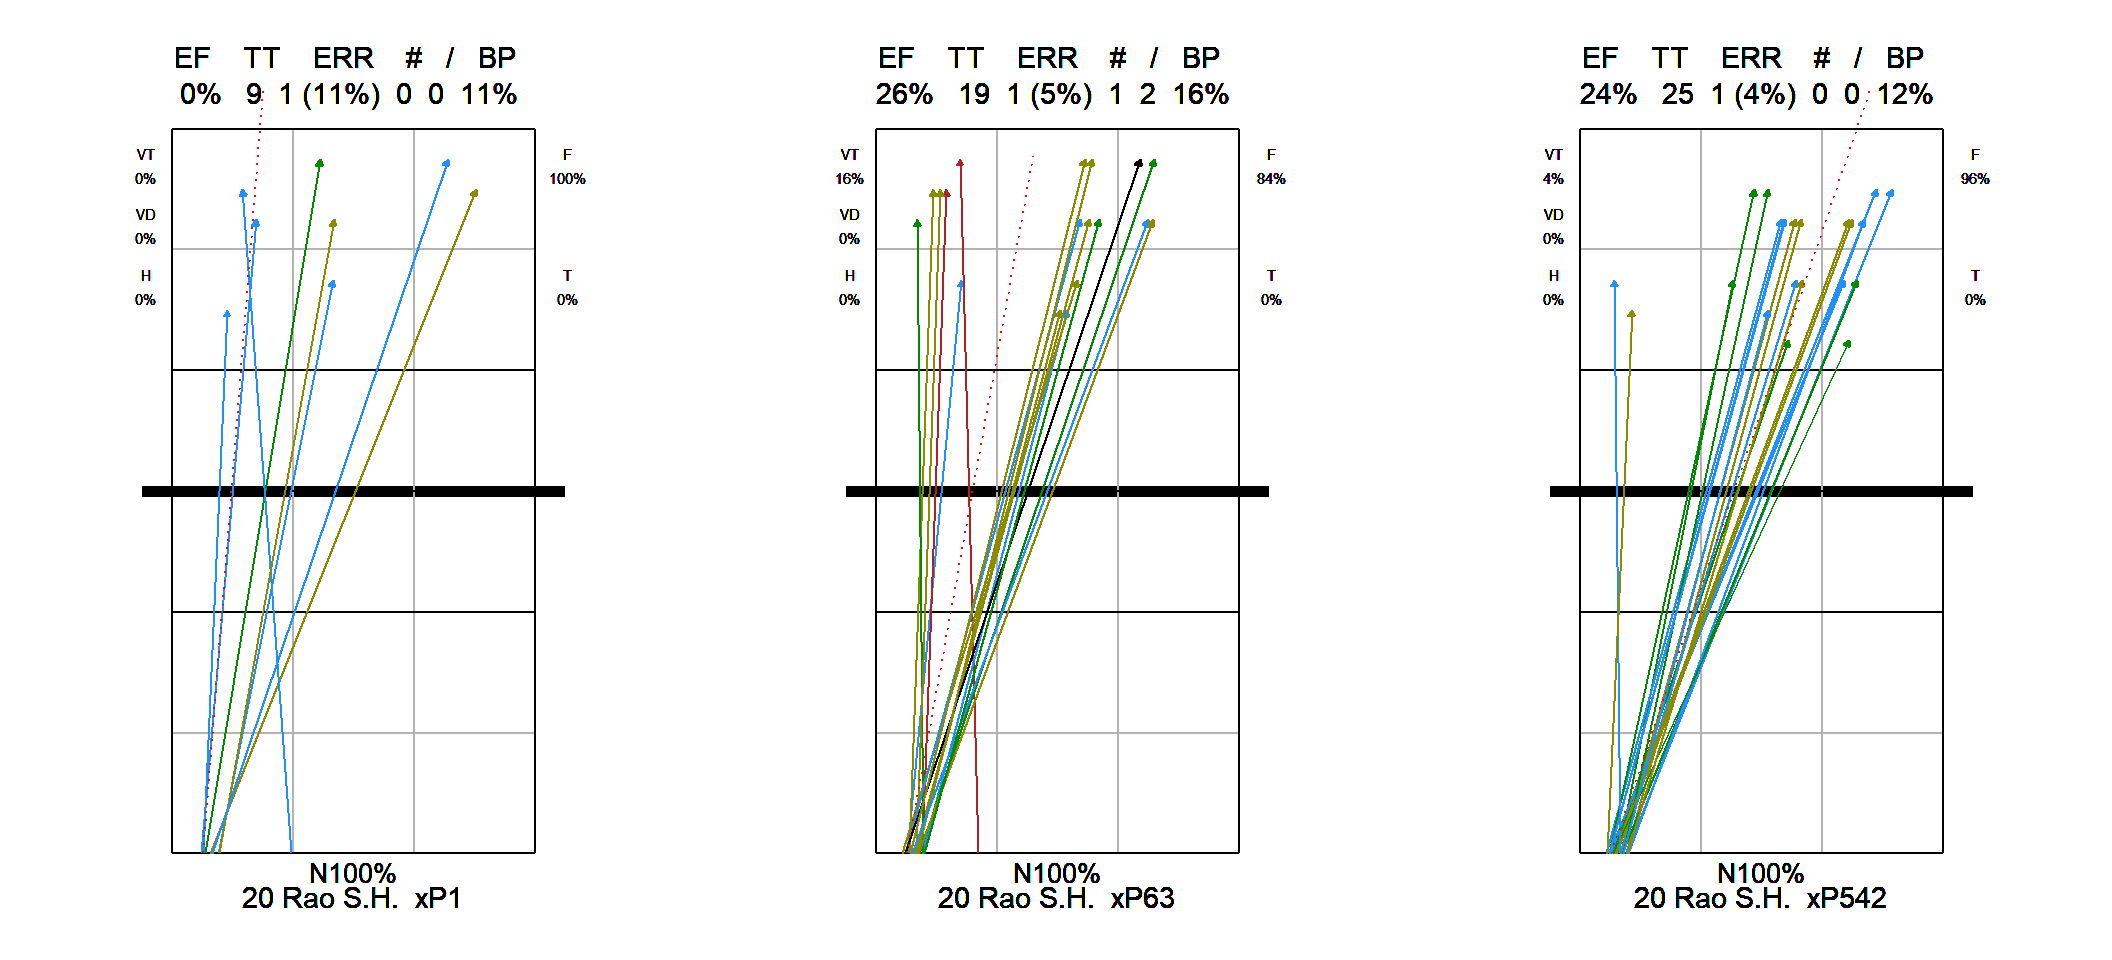 EF TT ERR # / BP
0% 9 1 (11%) 0 0 11%
VT
0%
VD
0%
H
0%
F
100%
T
0%
N100%
20 Rao S.H. xP1
EF TT ERR # / BP
26% 19 1 (5%) 1 2 16%
VT
16%
VD
0%
H
0%
F
84%
T
0%
N100%
20 Rao S.H. xP63
EF TT ERR # / BP
24% 25 1 (4%) 0 0 12%
VT
4%
VD
0%
H
0%
F
96%
T
0%
N100%
20 Rao S.H. xP542